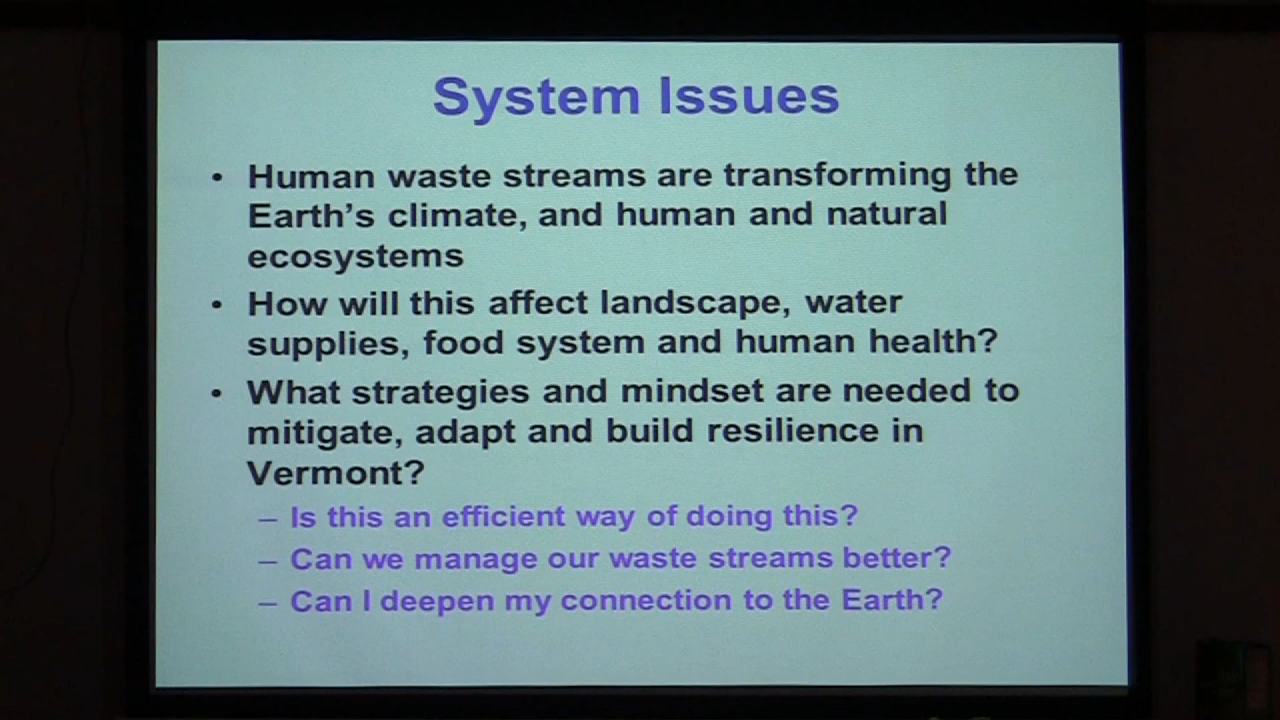 System Issues
• Human waste streams are transforming the
Earth's climate, and human and natural
ecosystems
• How will this affect landscape, water
supplies, food system and human health?
• What strategies and mindset are needed to
mitigate, adapt and build resilience in
Vermont?
– Is this an efficient way of doing this?
– Can we manage our waste streams better?
– Can I deepen my connection to the Earth?